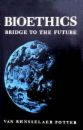 BIOETHICS
BRIDGE TO THE FUTURE
VAN RENSSELAER POTTER